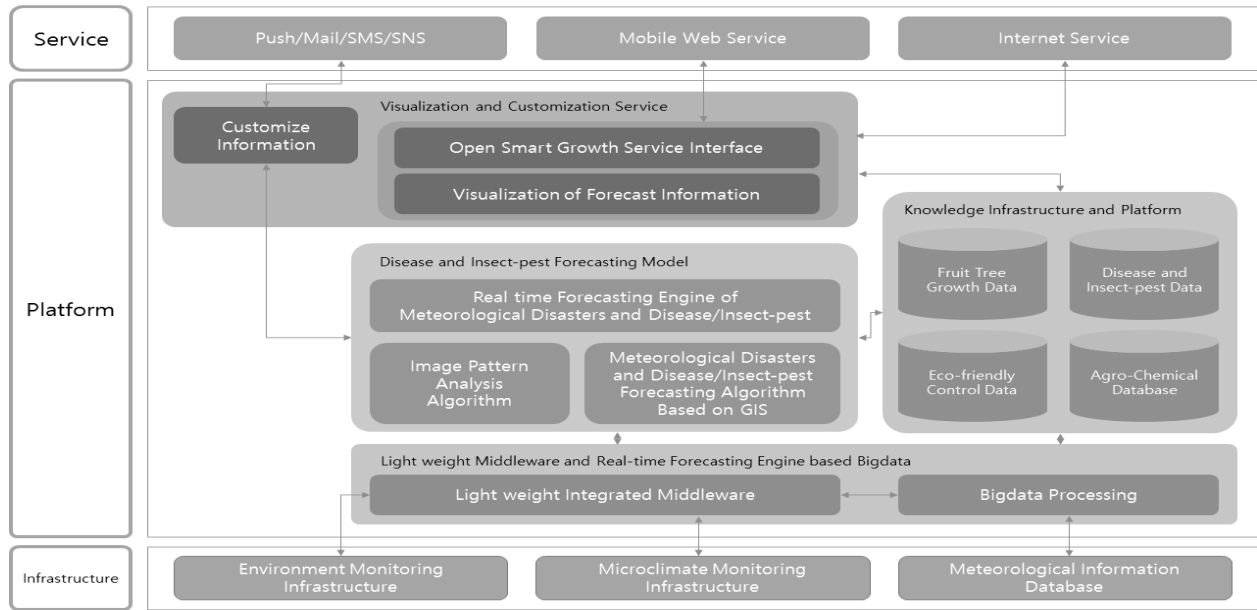 Service
Push/Mail/SMS/SNS
Mobile Web Service
Internet Service
Platform
Visualization and Customization Service
Customize
Information
Open Smart Growth Service Interface
Visualization of Forecast Information
Knowledge Infrastructure and Platform
Fruit Tree
Growth Data
Disease and
Insect-pest Data
Eco-friendly
Control Data
Agro-Chemical
Database
Disease and Insect-pest Forecasting Model
Real time Forecasting Engine of
Meteorological Disasters and Disease/Insect-pest
Image Pattern
Analysis
Algorithm
Meteorological Disasters
and Disease/Insect-pest
Forecasting Algorithm
Based on GIS
Light weight Middleware and Real-time Forecasting Engine based Bigdata
Light weight Integrated Middleware
Bigdata Processing
Infrastructure
Environment Monitoring
Infrastructure
Microclimate Monitoring
Infrastructure
Meteorological Information
Database